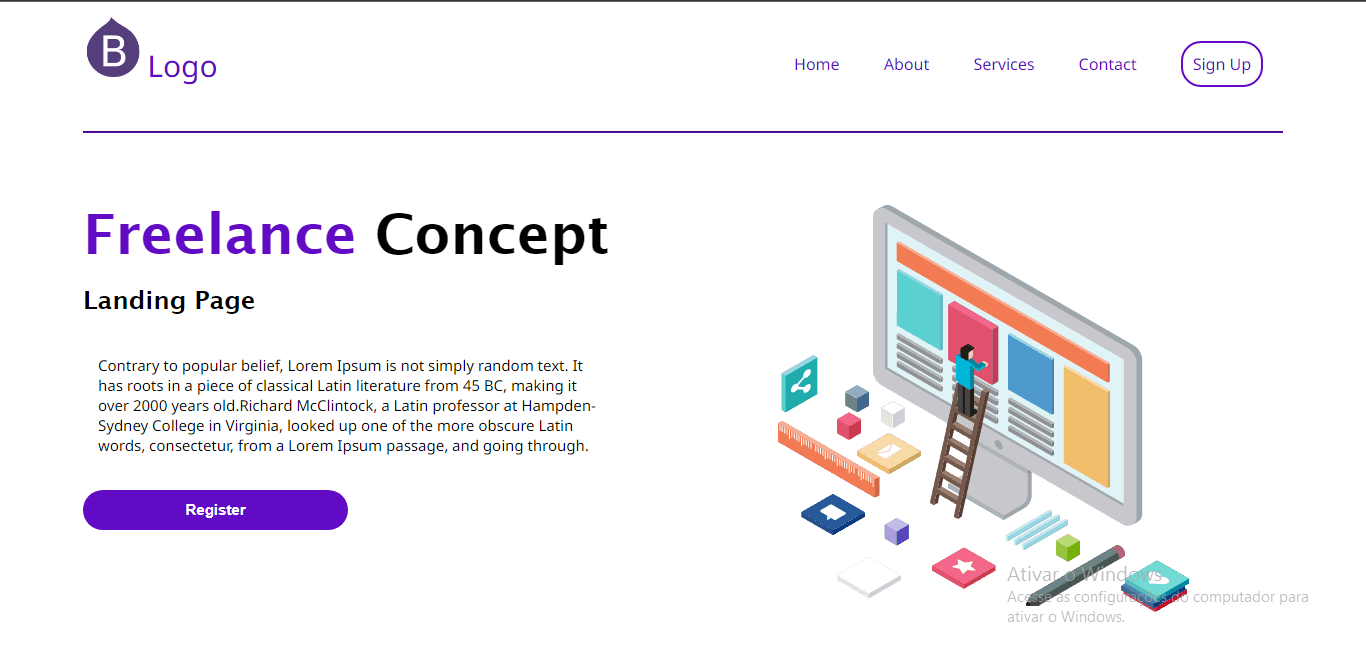 B
Logo
Home About Services Contact Sign Up
Freelance Concept
Landing Page
Contrary to popular belief, Lorem Ipsum is not simply random text. It
has roots in a piece of classical Latin literature from 45 BC, making it
over 2000 years old.Richard McClintock, a Latin professor at Hampden-
Sydney College in Virginia, looked up one of the more obscure Latin
words, consectetur, from a Lorem Ipsum passage, and going through.
Register
Ativar o Windows
Acesse as configurações do computador para
ativar o Windows.